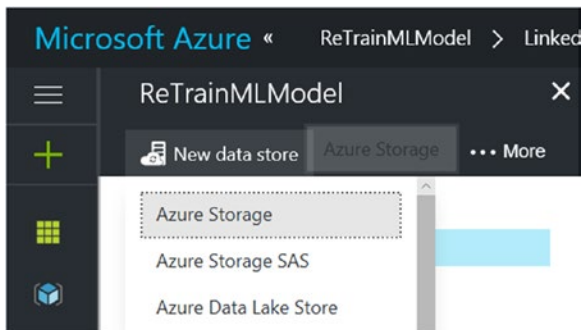 Microsoft Azure « ReTrainMLModel > Linked
ReTrainMLModel ×
New data store Azure Storage ••• More
Azure Storage
Azure Storage SAS
Azure Data Lake Store